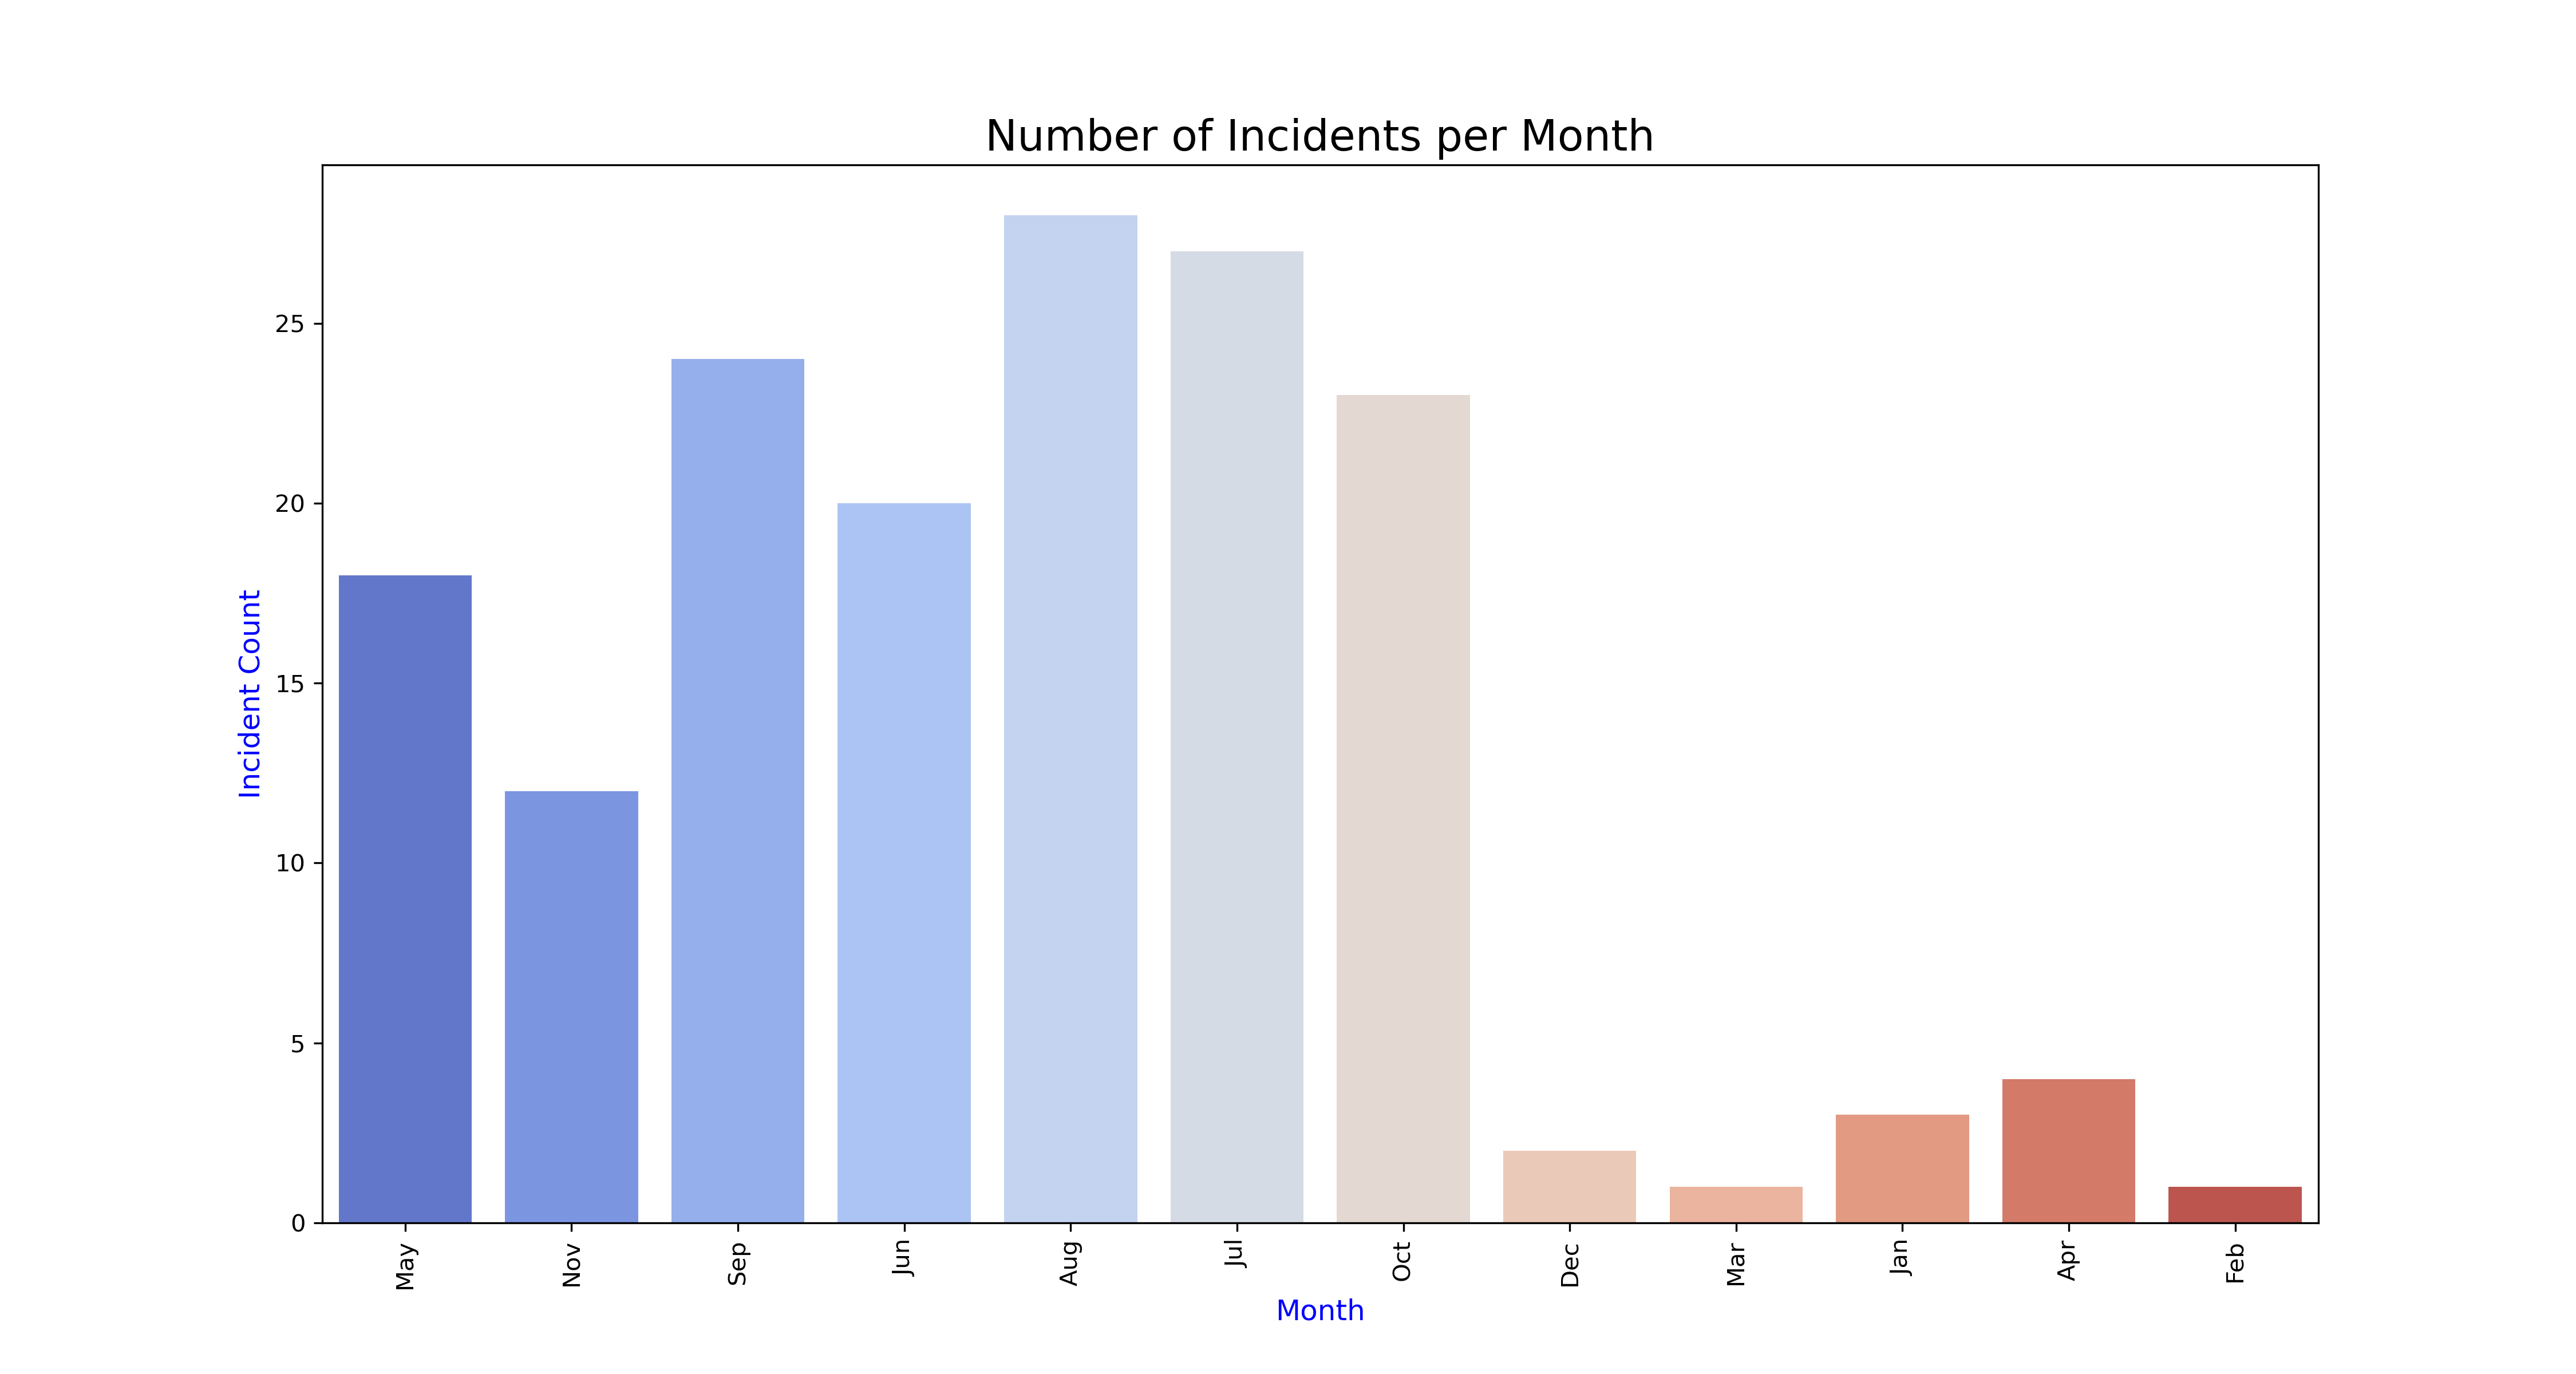 Number of Incidents per Month
Incident Count
25
20
15
10
5
0
May Nov Sep Jun Aug Jul Oct Dec Mar Jan Apr Feb
Month